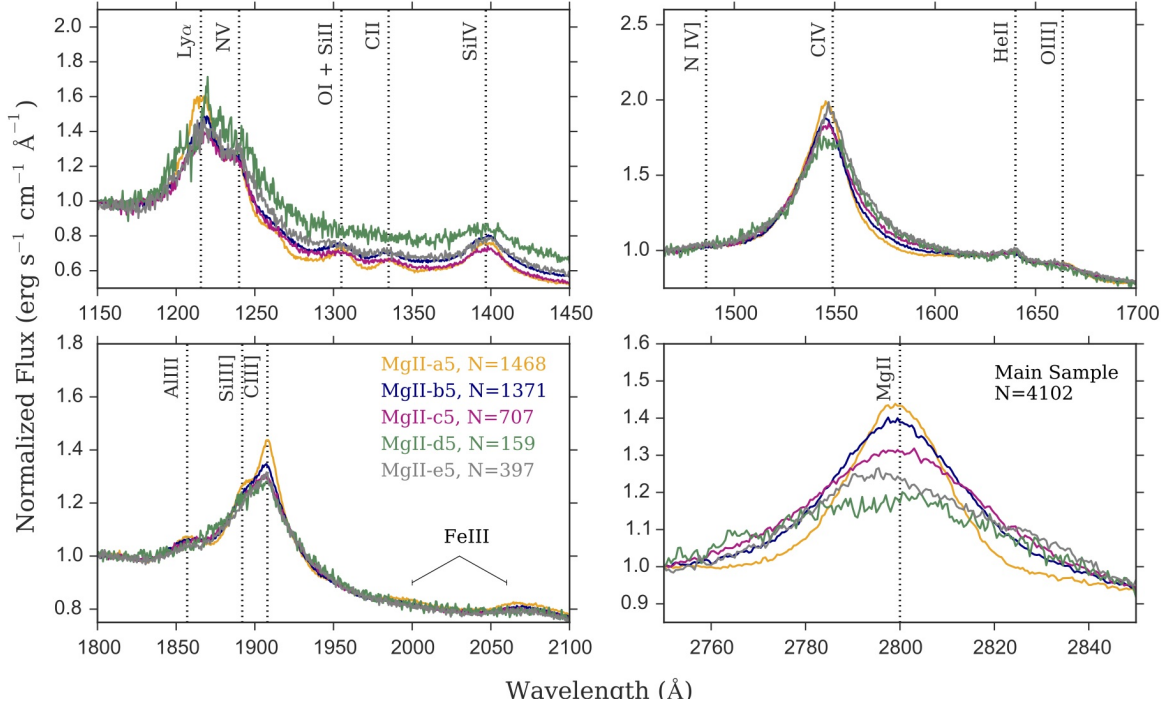 Normalized Flux (erg s⁻¹ cm⁻¹ Å⁻¹)
2.0
1.8
1.6
1.4
1.2
1.0
0.8
0.6
Lyα
NV
OI + SiII
CII
SiIV
1150 1200 1250 1300 1350 1400 1450
2.5
2.0
1.5
1.0
N IV]
CIV
HeII
OIII]
1500 1550 1600 1650 1700
1.8
1.6
1.4
1.2
1.0
0.8
AlIII
SiIII]
CIII]
MgII-a5, N=1468
MgII-b5, N=1371
MgII-c5, N=707
MgII-d5, N=159
MgII-e5, N=397
FeIII
1800 1850 1900 1950 2000 2050 2100
1.6
1.5
1.4
1.3
1.2
1.1
1.0
0.9
MgII
Main Sample
N=4102
2760 2780 2800 2820 2840
Wavelength (Å)